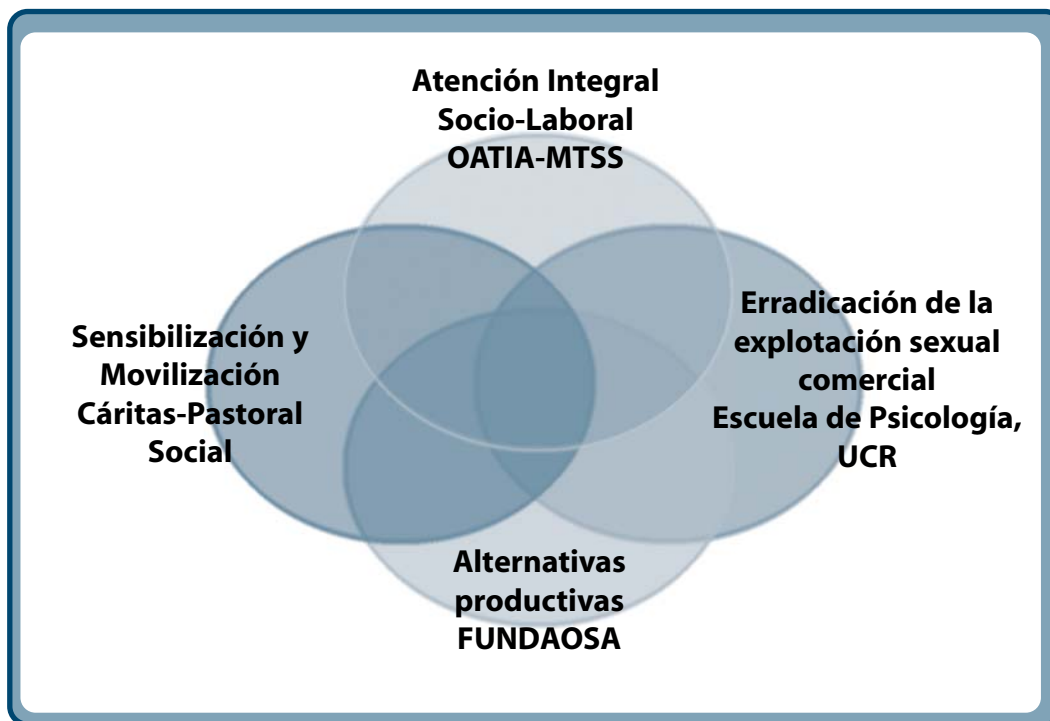 Atención Integral
Socio-Laboral
OATIA-MTSS
Sensibilización y
Movilización
Cáritas-Pastoral
Social
Erradicación de la
explotación sexual
comercial
Escuela de Psicología,
UCR
Alternativas
productivas
FUNDAOSA